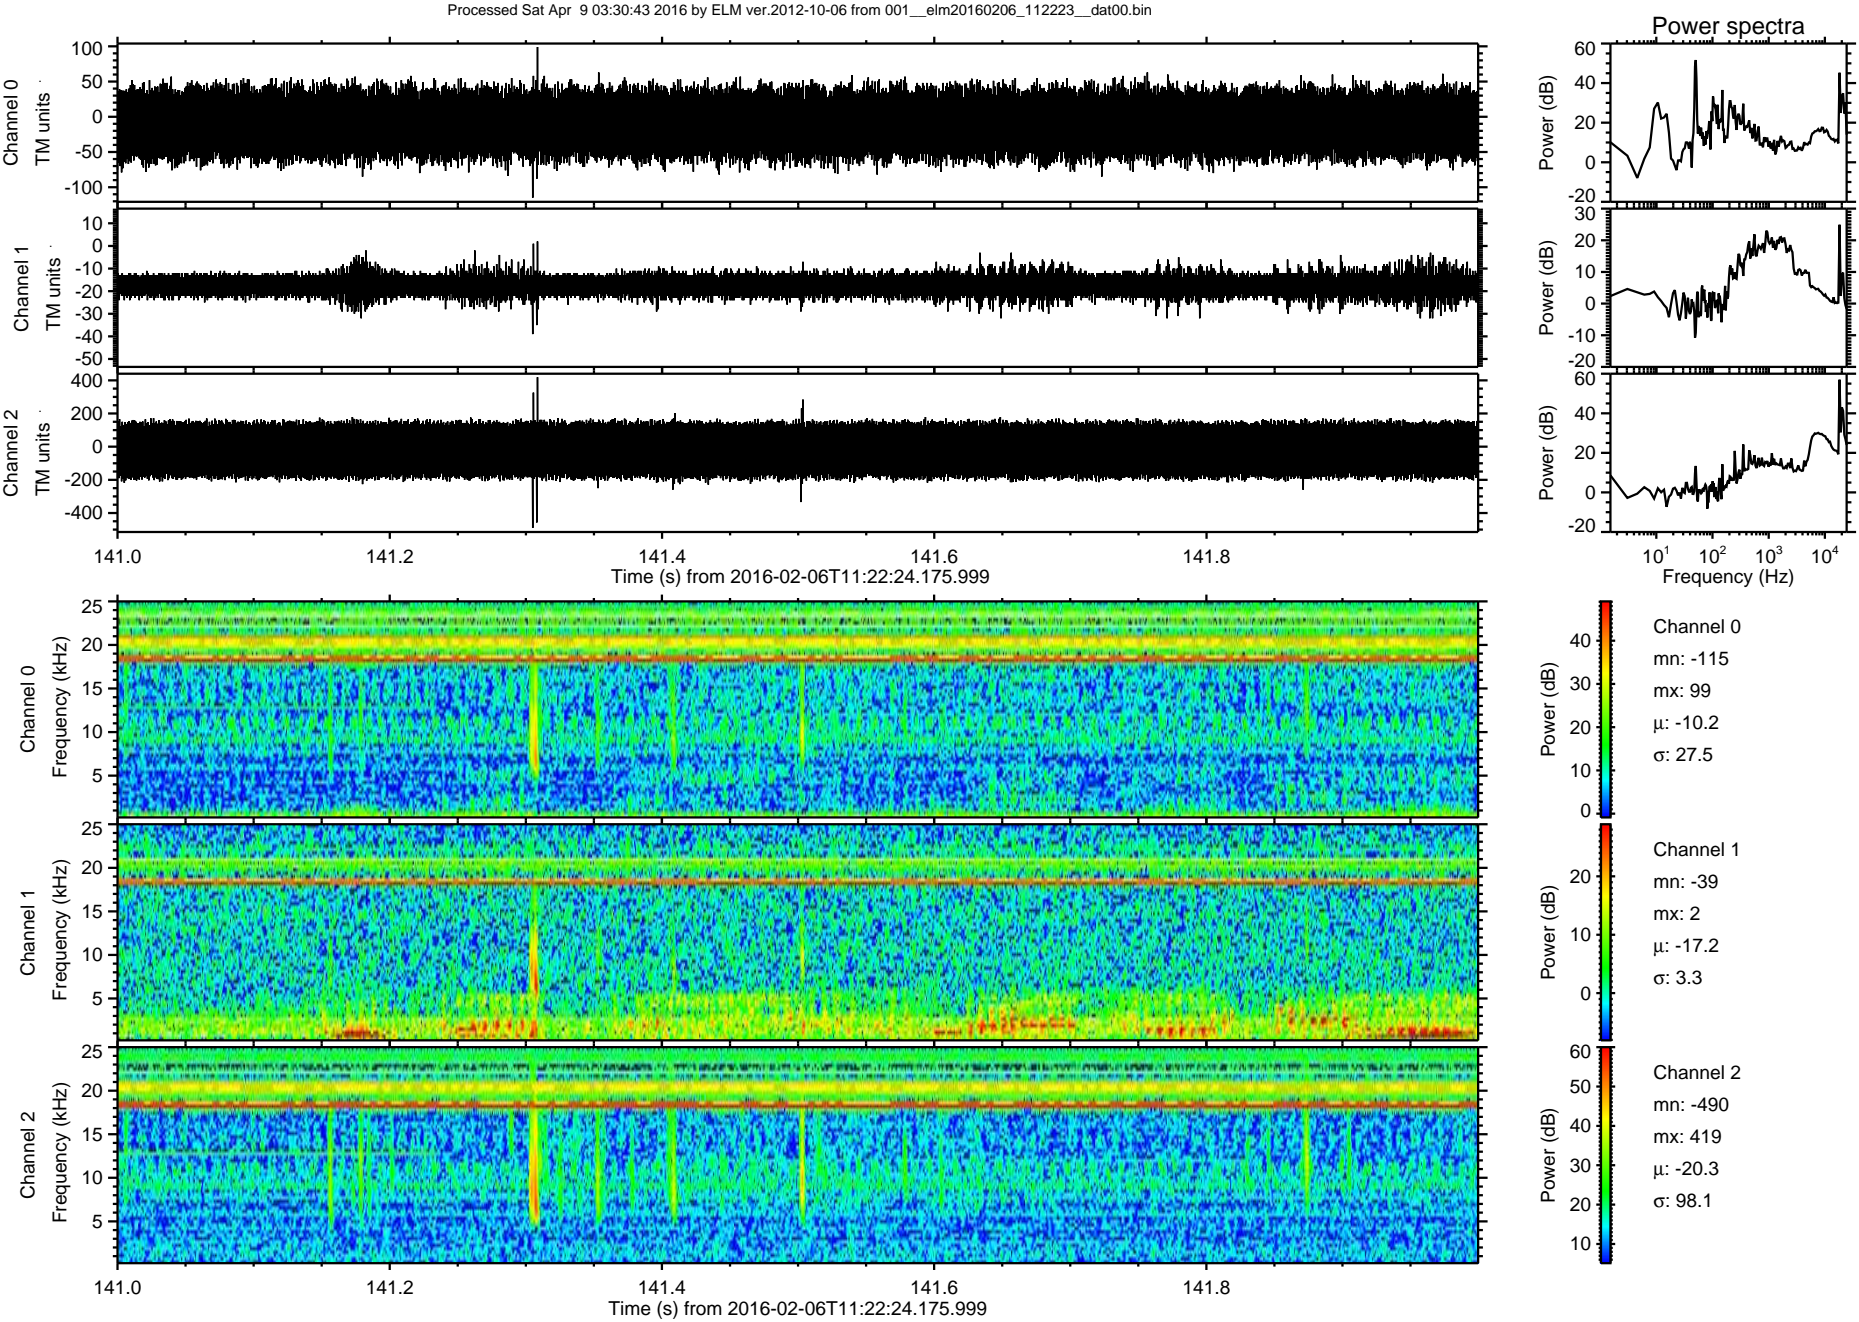 Processed Sat Apr  9 03:30:43 2016 by ELM ver.2012-10-06 from 001__elm20160206_112223__dat00.bin
Power spectra
Channel 0
TM units
100
50
0
-50
-100
Power (dB)
60
40
20
0
-20
Channel 1
TM units
10
0
-10
-20
-30
-40
-50
Power (dB)
30
20
10
0
-10
-20
Channel 2
TM units
400
200
0
-200
-400
Power (dB)
60
40
20
0
-20
141.0 141.2 141.4 141.6 141.8
Time (s) from 2016-02-06T11:22:24.175.999
10¹ 10² 10³ 10⁴
Frequency (Hz)
Channel 0
Frequency (kHz)
25
20
15
10
5
Power (dB)
40
30
20
10
0
Channel 0
mn: -115
mx: 99
μ: -10.2
σ: 27.5
Channel 1
Frequency (kHz)
25
20
15
10
5
Power (dB)
20
10
0
Channel 1
mn: -39
mx: 2
μ: -17.2
σ: 3.3
Channel 2
Frequency (kHz)
25
20
15
10
5
Power (dB)
60
50
40
30
20
10
Channel 2
mn: -490
mx: 419
μ: -20.3
σ: 98.1
141.0 141.2 141.4 141.6 141.8
Time (s) from 2016-02-06T11:22:24.175.999